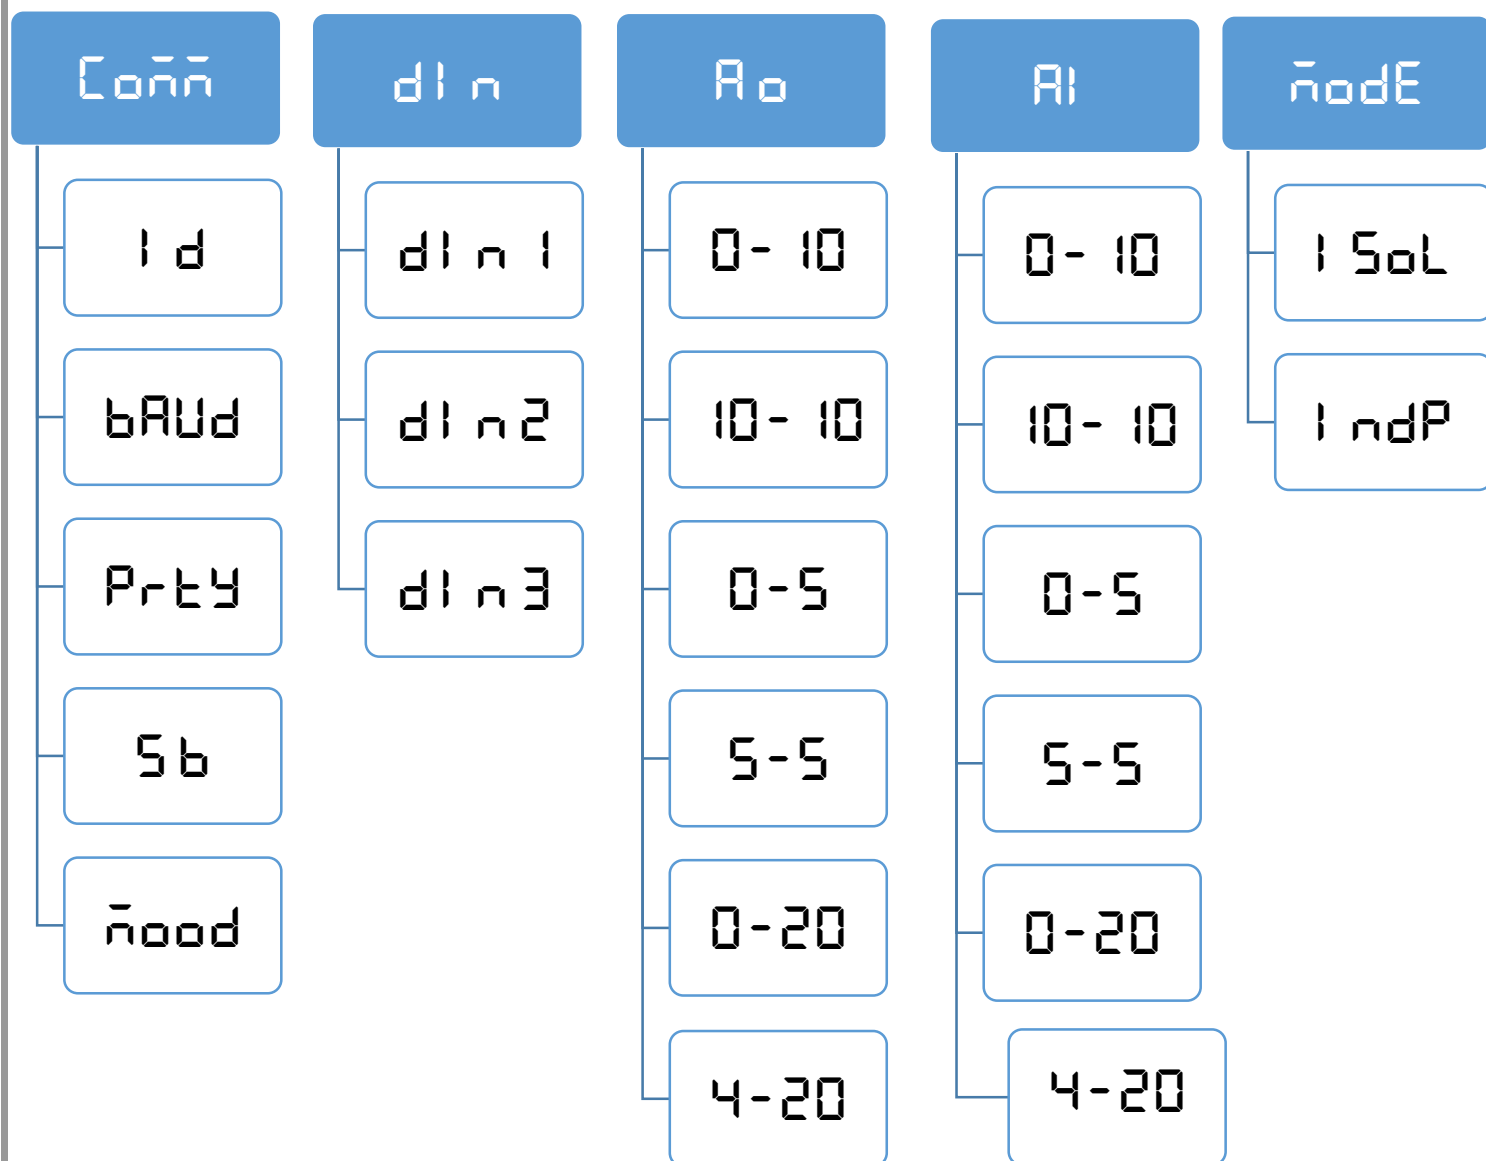 Comm
Id
bAUd
Prty
Sb
mood
dIn
dIn1
dIn2
dIn3
Ao
0-10
10-10
0-5
5-5
0-20
4-20
AI
0-10
10-10
0-5
5-5
0-20
4-20
modE
ISoL
IndP